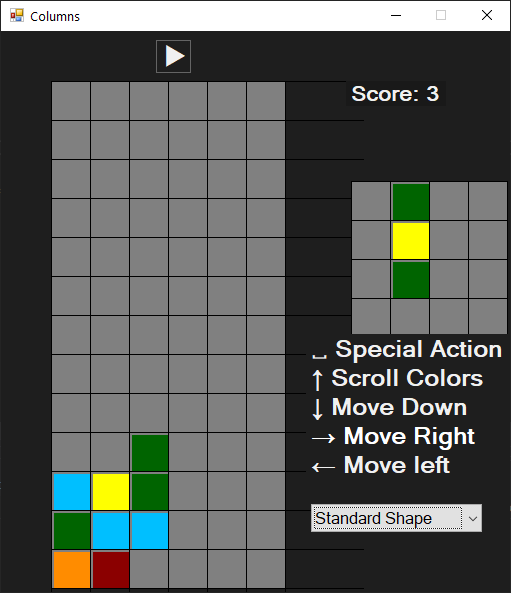 Columns
Score: 3
␣ Special Action
↑ Scroll Colors
↓ Move Down
→ Move Right
← Move left
Standard Shape